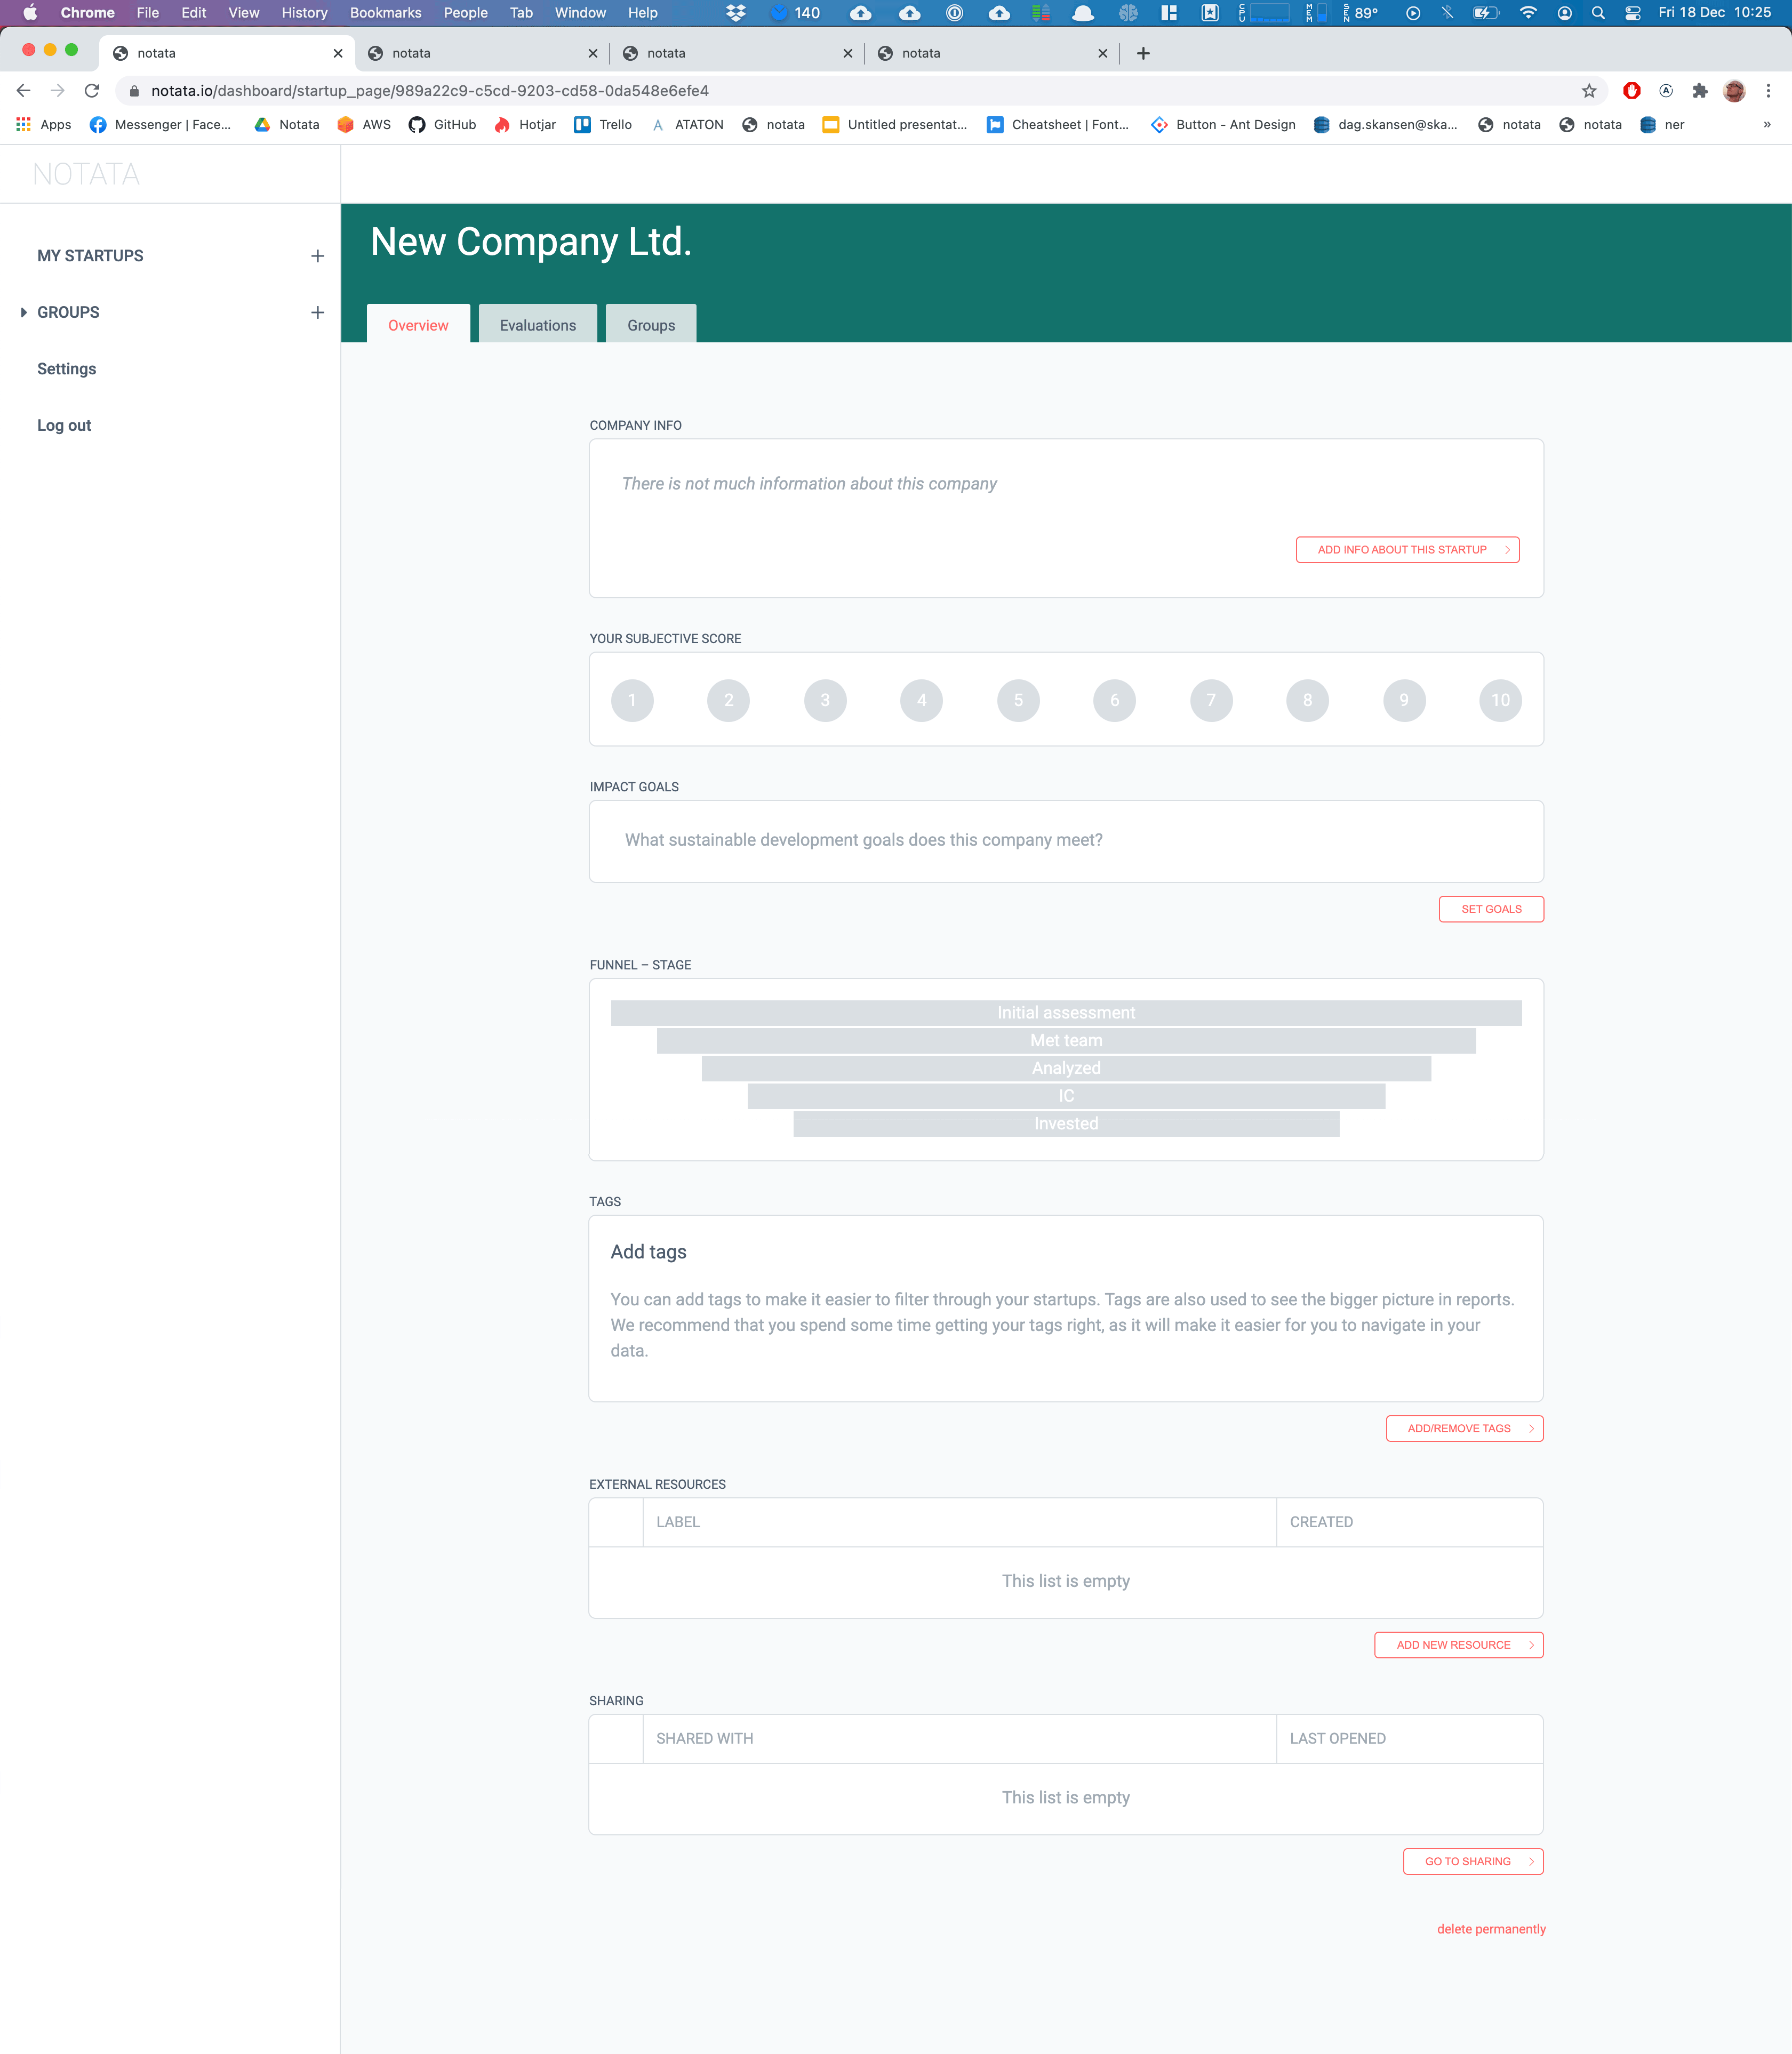 Chrome File Edit View History Bookmarks People Tab Window Help 140 CPU MEM SEN 89° Fri 18 Dec 10:25
notata notata notata notata
notata.io/dashboard/startup_page/989a22c9-c5cd-9203-cd58-0da548e6efe4
Apps Messenger | Face... Notata AWS GitHub Hotjar Trello ATATON notata Untitled presentat... Cheatsheet | Font... Button - Ant Design dag.skansen@ska... notata notata ner »
NOTATA
MY STARTUPS
GROUPS
Settings
Log out
New Company Ltd.
Overview Evaluations Groups
COMPANY INFO
There is not much information about this company
ADD INFO ABOUT THIS STARTUP
YOUR SUBJECTIVE SCORE
1 2 3 4 5 6 7 8 9 10
IMPACT GOALS
What sustainable development goals does this company meet?
SET GOALS
FUNNEL – STAGE
Initial assessment
Met team
Analyzed
IC
Invested
TAGS
Add tags
You can add tags to make it easier to filter through your startups. Tags are also used to see the bigger picture in reports.
We recommend that you spend some time getting your tags right, as it will make it easier for you to navigate in your
data.
ADD/REMOVE TAGS
EXTERNAL RESOURCES
LABEL CREATED
This list is empty
ADD NEW RESOURCE
SHARING
SHARED WITH LAST OPENED
This list is empty
GO TO SHARING
delete permanently